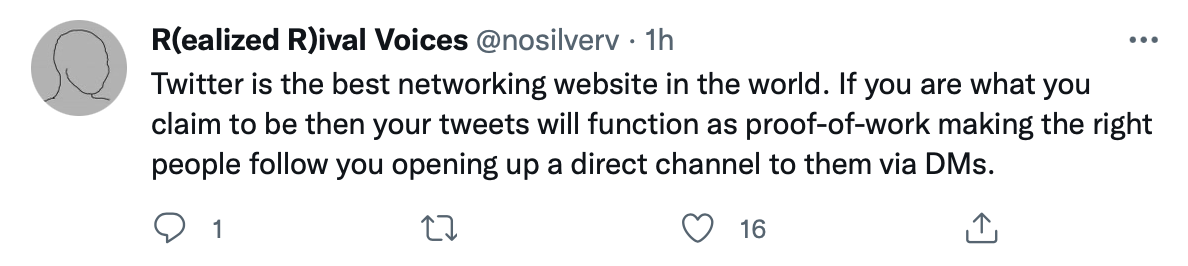 R(ealized R)ival Voices @nosilverv · 1h
Twitter is the best networking website in the world. If you are what you
claim to be then your tweets will function as proof-of-work making the right
people follow you opening up a direct channel to them via DMs.
1 16